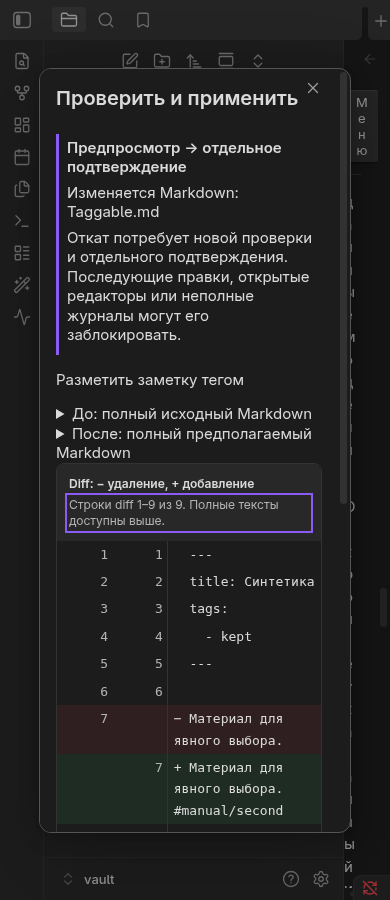 Проверить и применить
М
е
н
ю
Предпросмотр → отдельное
подтверждение
Изменяется Markdown:
Taggable.md
Откат потребует новой проверки
и отдельного подтверждения.
Последующие правки, открытые
редакторы или неполные
журналы могут его
заблокировать.
Разметить заметку тегом
▶ До: полный исходный Markdown
▶ После: полный предполагаемый
Markdown
Diff: − удаление, + добавление
Строки diff 1–9 из 9. Полные тексты
доступны выше.
1 1 ---
2 2 title: Синтетика
3 3 tags:
4 4 - kept
5 5 ---
6 6
7 − Материал для
явного выбора.
7 + Материал для
явного выбора.
#manual/second
vault